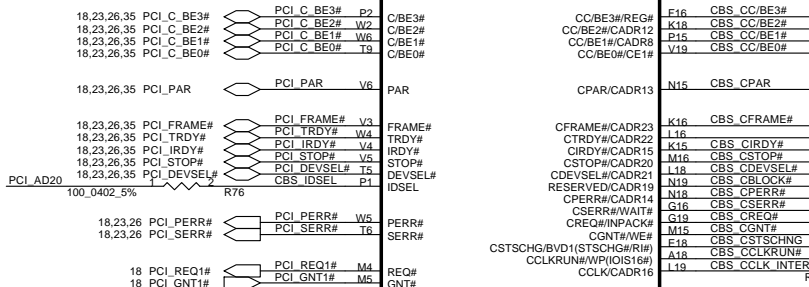 18,23,26,35 PCI_C_BE3# PCI_C_BE3# P2 C/BE3# CC/BE3#/REG# F16 CBS_CC/BE3#
18,23,26,35 PCI_C_BE2# PCI_C_BE2# W2 C/BE2# CC/BE2#/CADR12 K18 CBS_CC/BE2#
18,23,26,35 PCI_C_BE1# PCI_C_BE1# W6 C/BE1# CC/BE1#/CADR8 P15 CBS_CC/BE1#
18,23,26,35 PCI_C_BE0# PCI_C_BE0# T9 C/BE0# CC/BE0#/CE1# V19 CBS_CC/BE0#
18,23,26,35 PCI_PAR PCI_PAR V6 PAR CPAR/CADR13 N15 CBS_CPAR
18,23,26,35 PCI_FRAME# PCI_FRAME# V3 FRAME# CFRAME#/CADR23 K16 CBS_CFRAME#
18,23,26,35 PCI_TRDY# PCI_TRDY# W4 TRDY# CTRDY#/CADR22 L16
18,23,26,35 PCI_IRDY# PCI_IRDY# V4 IRDY# CIRDY#/CADR15 K15 CBS_CIRDY#
18,23,26,35 PCI_STOP# PCI_STOP# V5 STOP# CSTOP#/CADR20 M16 CBS_CSTOP#
18,23,26,35 PCI_DEVSEL# PCI_DEVSEL# T5 DEVSEL# CDEVSEL#/CADR21 L18 CBS_CDEVSEL#
PCI_AD20 1 2 CBS_IDSEL P1 IDSEL RESERVED/CADR19 N19 CBS_CBLOCK#
100_0402_5% R76 CPERR#/CADR14 N18 CBS_CPERR#
CSERR#/WAIT# G16 CBS_CSERR#
18,23,26 PCI_PERR# PCI_PERR# W5 PERR# CREQ#/INPACK# G19 CBS_CREQ#
18,23,26 PCI_SERR# PCI_SERR# T6 SERR# CGNT#/WE# M15 CBS_CGNT#
CSTSCHG/BVD1(STSCHG#/RI#) F18 CBS_CSTSCHNG
CCLKRUN#/WP(IOIS16#) A18 CBS_CCLKRUN#
18 PCI_REQ1# PCI_REQ1# M4 REQ# CCLK/CADR16 L19 CBS_CCLK_INTER
18 PCI_GNT1# PCI_GNT1# M5 GNT# R